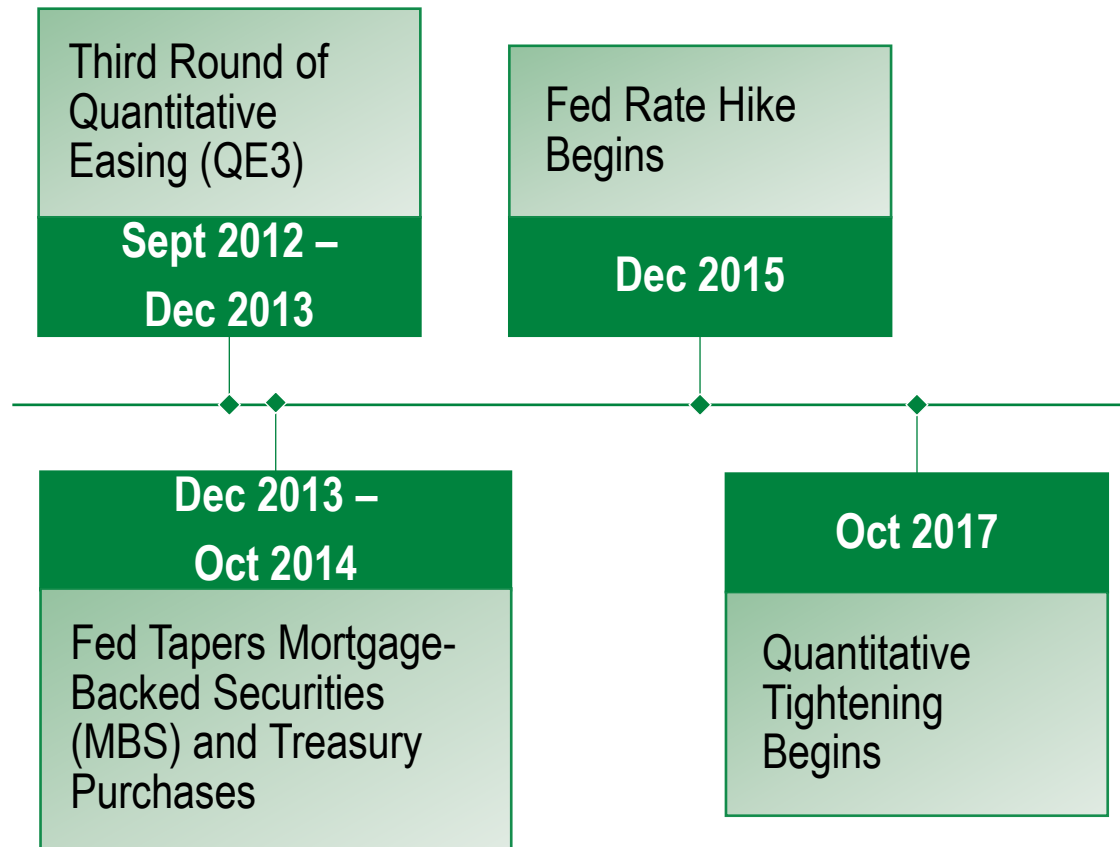 Third Round of
Quantitative
Easing (QE3)
Sept 2012 –
Dec 2013
Fed Rate Hike
Begins
Dec 2015
Dec 2013 –
Oct 2014
Fed Tapers Mortgage-
Backed Securities
(MBS) and Treasury
Purchases
Oct 2017
Quantitative
Tightening
Begins